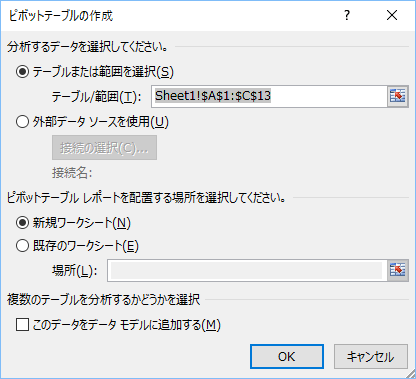 ピボットテーブルの作成
分析するデータを選択してください。
テーブルまたは範囲を選択(S)
テーブル/範囲(T): Sheet1!$A$1:$C$13
外部データ ソースを使用(U)
接続の選択(C)...
接続名:
ピボットテーブル レポートを配置する場所を選択してください。
新規ワークシート(N)
既存のワークシート(E)
場所(L):
複数のテーブルを分析するかどうかを選択
このデータをデータ モデルに追加する(M)
OK キャンセル